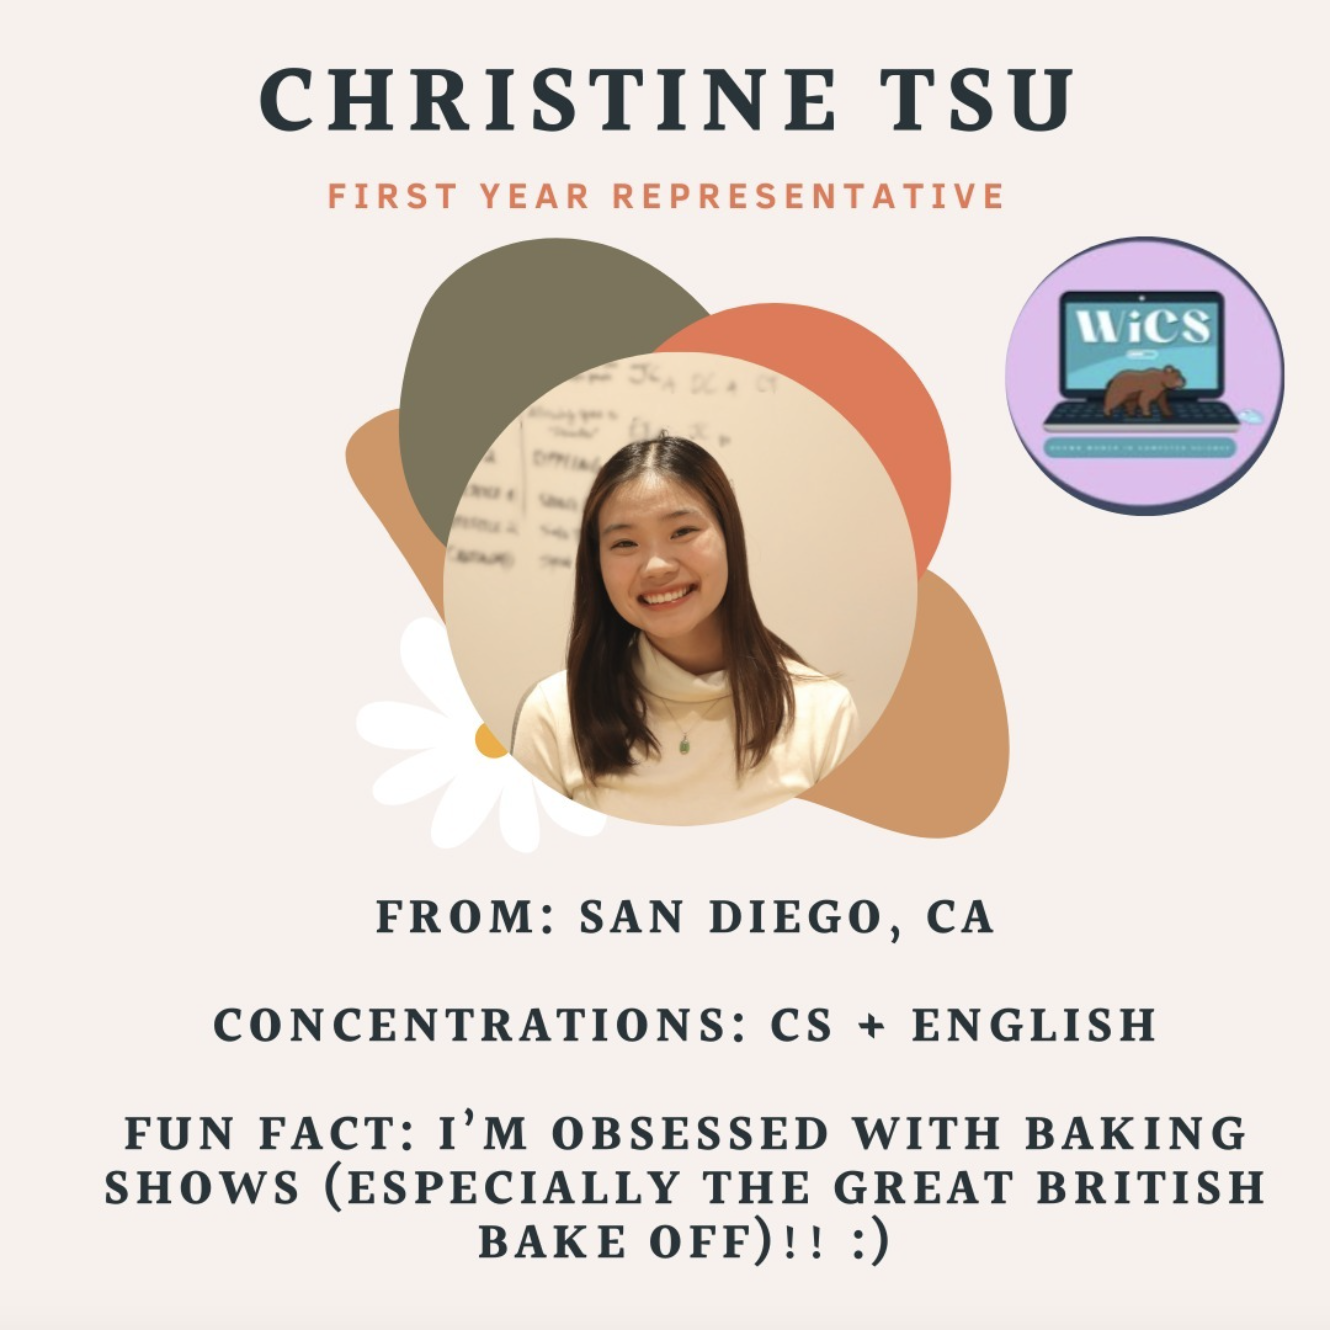 CHRISTINE TSU
FIRST YEAR REPRESENTATIVE
WiCS
FROM: SAN DIEGO, CA
CONCENTRATIONS: CS + ENGLISH
FUN FACT: I'M OBSESSED WITH BAKING
SHOWS (ESPECIALLY THE GREAT BRITISH
BAKE OFF)!! :)